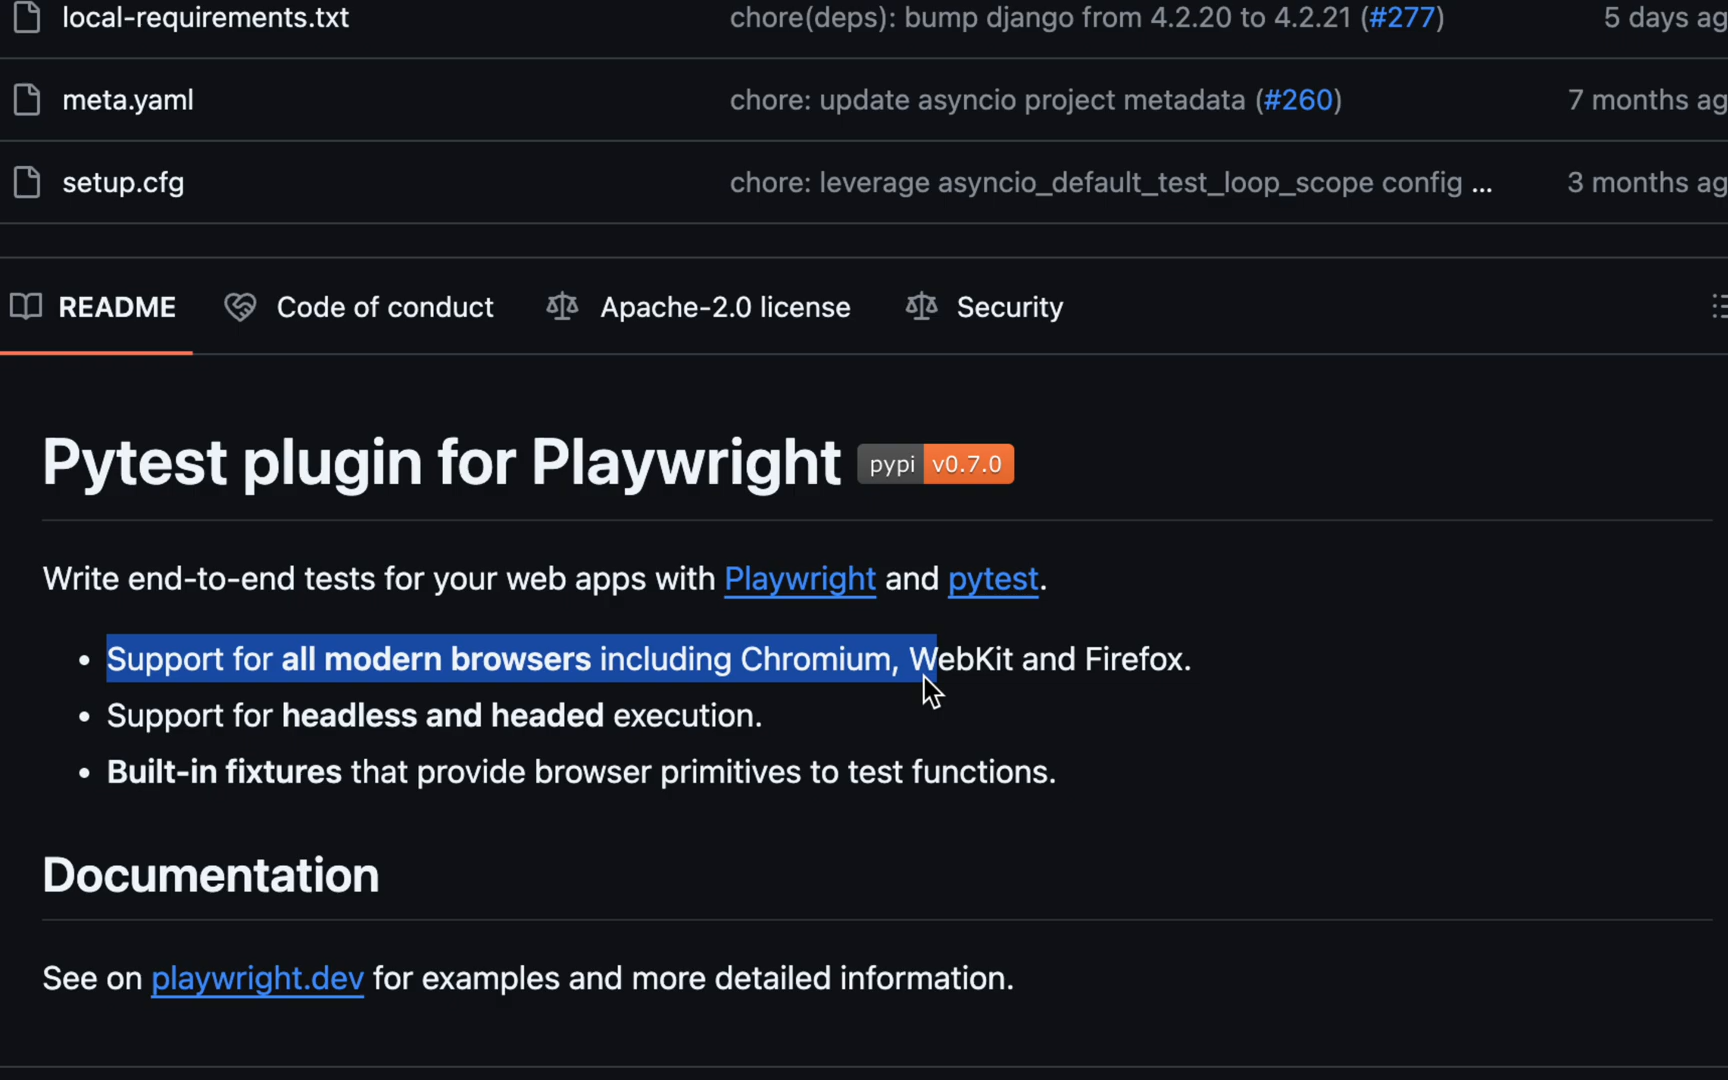 local-requirements.txt chore(deps): bump django from 4.2.20 to 4.2.21 (#277) 5 days ag
meta.yaml chore: update asyncio project metadata (#260) 7 months ag
setup.cfg chore: leverage asyncio_default_test_loop_scope config ... 3 months ag
README Code of conduct Apache-2.0 license Security
Pytest plugin for Playwright pypi v0.7.0
Write end-to-end tests for your web apps with Playwright and pytest.
• Support for all modern browsers including Chromium, WebKit and Firefox.
• Support for headless and headed execution.
• Built-in fixtures that provide browser primitives to test functions.
Documentation
See on playwright.dev for examples and more detailed information.